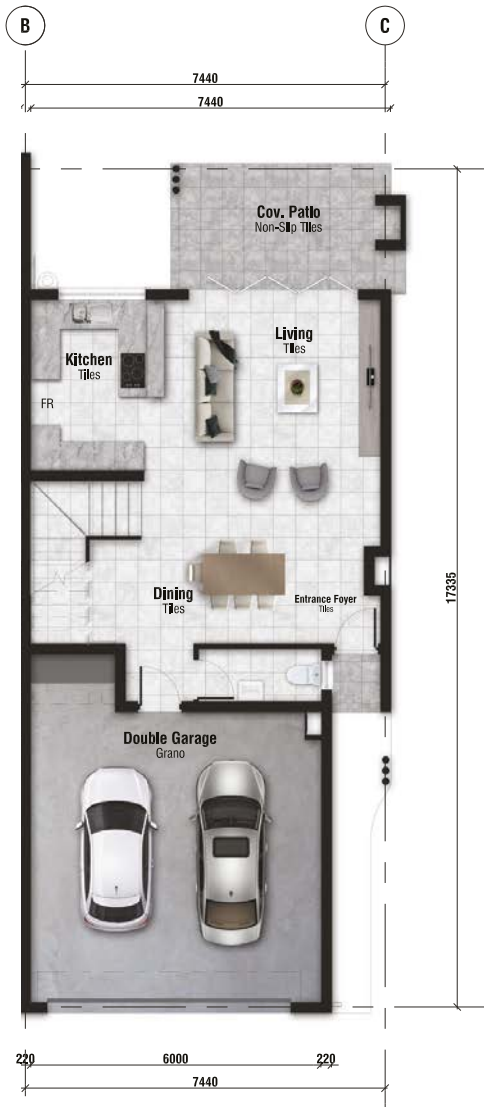 B
C
7440
7440
Cov. Patio
Non-Slip Tiles
Living
Tiles
Kitchen
Tiles
FR
17335
Dining
Tiles
Entrance Foyer
Tiles
Double Garage
Grano
220
6000
220
7440